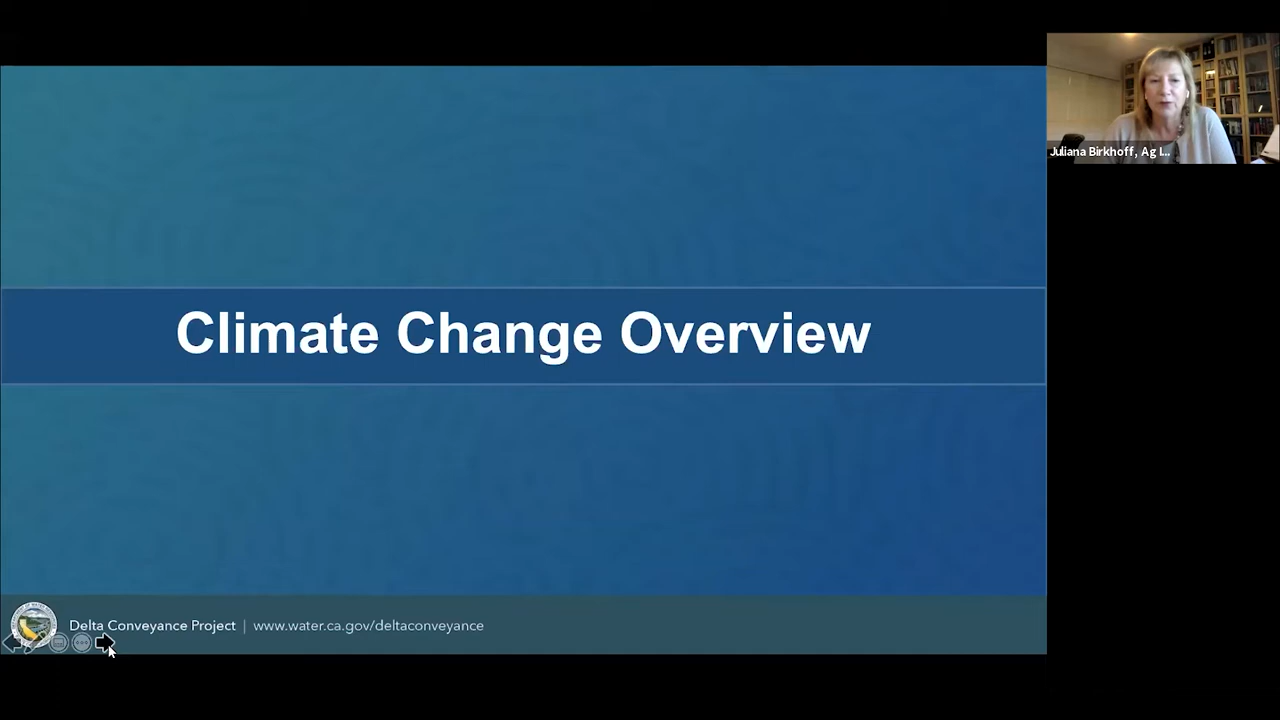 Climate Change Overview
Juliana Birkhoff, Ag I...
Delta Conveyance Project | www.water.ca.gov/deltaconveyance